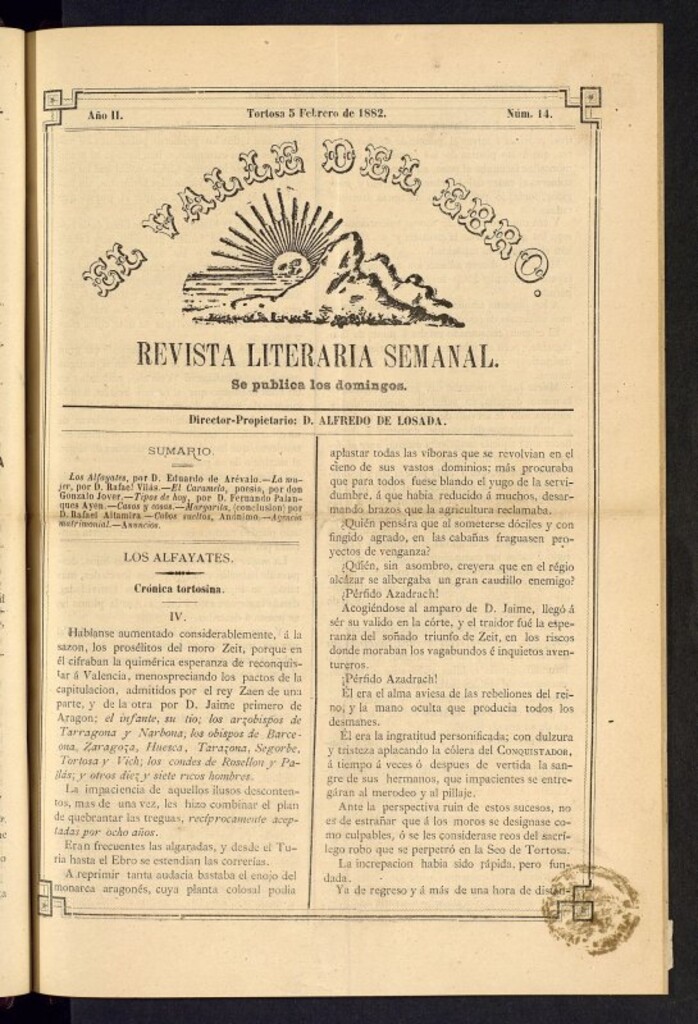 Año II.
Tortosa 5 Febrero de 1882.
Núm. 14.
EL VALLE DEL EBRO.
REVISTA LITERARIA SEMANAL.
Se publica los domingos.
Director-Propietario: D. ALFREDO DE LOSADA.
SUMARIO.
Los Alfayates, por D. Eduardo de Arévalo.—La mu-
jer, por D. Rafael Vilás.—El Caramelo, poesía, por don
Gonzalo Jover.—Tipos de hoy, por D. Fernando Palan-
ques Ayen.—Casos y cosas.—Margarita, (conclusion) por
D. Rafael Altamira.—Cabos sueltos, Anónimo.—Agencia
matrimonial.—Anuncios.
LOS ALFAYATES.
Crónica tortosina.
IV.
Habíanse aumentado considerablemente, á la
sazon, los prosélitos del moro Zeit, porque en
él cifraban la quimérica esperanza de reconquis-
tar á Valencia, menospreciando los pactos de la
capitulacion, admitidos por el rey Zaen de una
parte, y de la otra por D. Jaime primero de
Aragon; el infante, su tio; los arzobispos de
Tarragona y Narbona; los obispos de Barce-
ona, Zaragoza, Huesca, Tarazona, Segorbe,
Tortosa y Vich; los condes de Rosellon y Pa-
llás; y otros diez y siete ricos hombres.
La impaciencia de aquellos ilusos desconten-
tos, mas de una vez, les hizo combinar el plan
de quebrantar las treguas, recíprocamente acep-
tadas por ocho años.
Eran frecuentes las algaradas, y desde el Tu-
ria hasta el Ebro se estendian las correrías.
A reprimir tanta audacia bastaba el enojo del
monarca aragonés, cuya planta colosal podia
aplastar todas las víboras que se revolvian en el
cieno de sus vastos dominios; más procuraba
que para todos fuese blando el yugo de la servi-
dumbre, á que habia reducido á muchos, desar-
mando brazos que la agricultura reclamaba.
¿Quién pensára que al someterse dóciles y con
fingido agrado, en las cabañas fraguasen pro-
yectos de venganza?
¿Quién, sin asombro, creyera que en el régio
alcázar se albergaba un gran caudillo enemigo?
¡Pérfido Azadrach!
Acogiéndose al amparo de D. Jaime, llegó á
sér su valido en la córte, y el traidor fué la espe-
ranza del soñado triunfo de Zeit, en los riscos
donde moraban los vagabundos é inquietos aven-
tureros.
¡Pérfido Azadrach!
Él era el alma aviesa de las rebeliones del rei-
no; y la mano oculta que producia todos los
desmanes.
Él era la ingratitud personificada; con dulzura
y tristeza aplacando la cólera del CONQUISTADOR,
á tiempo á veces ó despues de vertida la san-
gre de sus hermanos, que impacientes se entre-
gáran al merodeo y al pillaje.
Ante la perspectiva ruin de estos sucesos, no
es de estrañar que á los moros se designase co-
mo culpables, ó se les considerase reos del sacrí-
lego robo que se perpetró en la Seo de Tortosa.
La increpacion habia sido rápida, pero fun-
dada.
Ya de regreso y á más de una hora de distan-